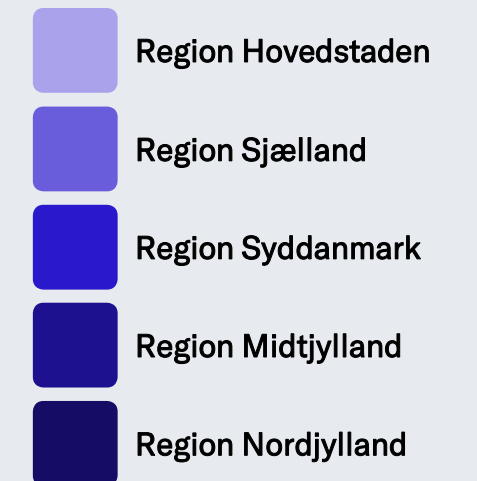 Region Hovedstaden
Region Sjælland
Region Syddanmark
Region Midtjylland
Region Nordjylland